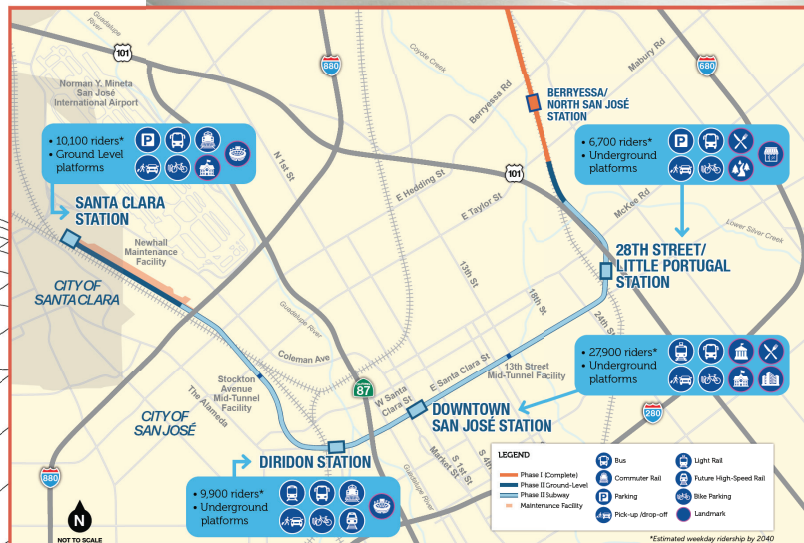 Guadalupe River
101
880
Coyote Creek
Mabury Rd
680
Norman Y. Mineta
San José
International Airport
Berryessa Rd
BERRYESSA/
NORTH SAN JOSÉ
STATION
• 10,100 riders*
• Ground Level
platforms
P
N 1st St
• 6,700 riders*
• Underground
platforms
P
101
E Hedding St
McKee Rd
E Taylor St
Lower Silver Creek
SANTA CLARA
STATION
Newhall
Maintenance
Facility
13th St
28TH STREET/
LITTLE PORTUGAL
STATION
CITY OF
SANTA CLARA
18th St
Guadalupe River
24th St
Coleman Ave
• 27,900 riders*
• Underground
platforms
E Santa Clara St
13th Street
Mid-Tunnel Facility
Stockton
Avenue
Mid-Tunnel
Facility
87
W Santa
Clara St
The Alameda
280
CITY OF
SAN JOSÉ
DOWNTOWN
SAN JOSÉ STATION
DIRIDON STATION
Market St
S 1st St
S 4th St
Guadalupe River
880
• 9,900 riders*
• Underground
platforms
LEGEND
Phase I (Complete)
Phase II Ground-Level
Phase II Subway
Maintenance Facility
Bus
Commuter Rail
P Parking
Pick-up /drop-off
Light Rail
Future High-Speed Rail
Bike Parking
Landmark
N
NOT TO SCALE
*Estimated weekday ridership by 2040